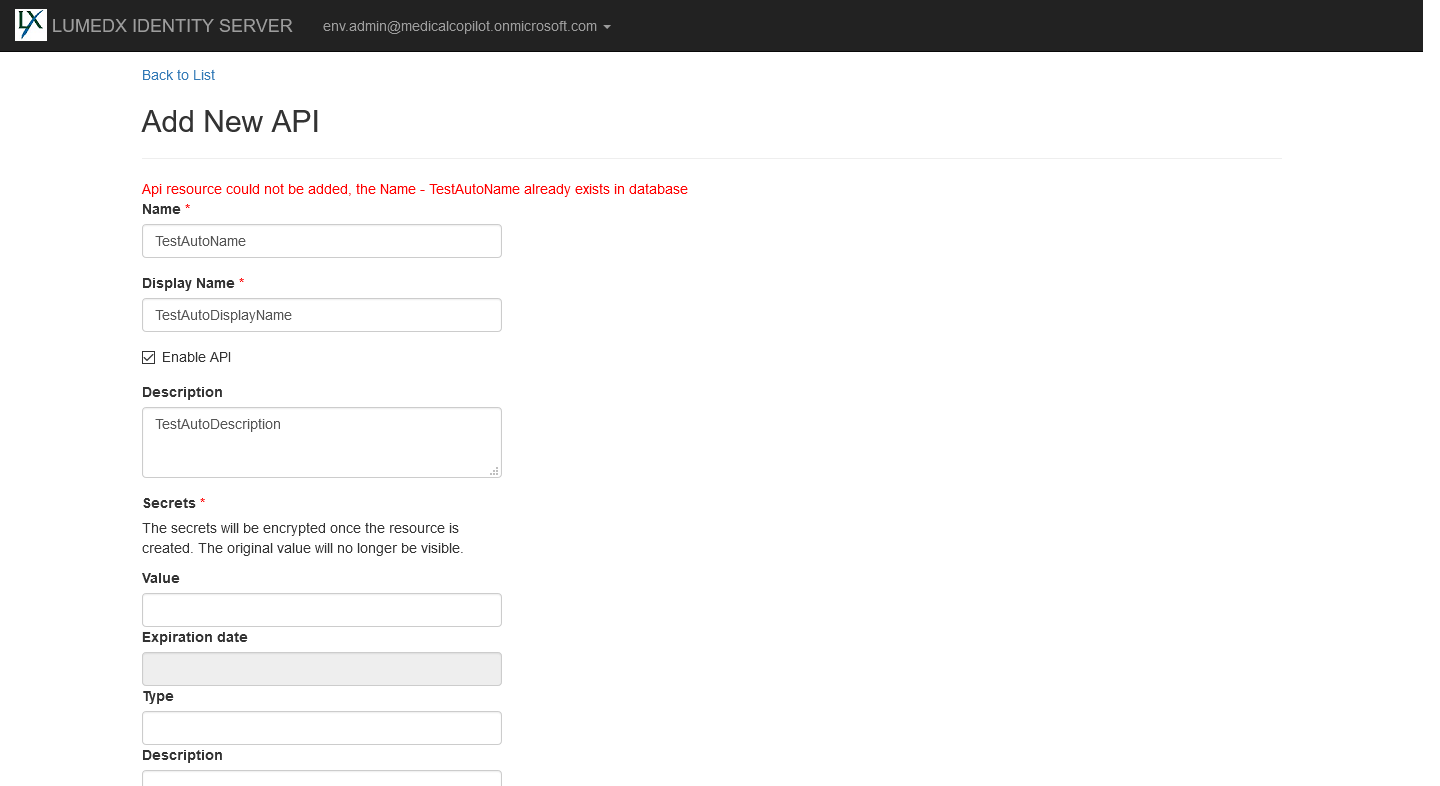 LX LUMEDX IDENTITY SERVER env.admin@medicalcopilot.onmicrosoft.com
Back to List
Add New API
Api resource could not be added, the Name - TestAutoName already exists in database
Name *
TestAutoName
Display Name *
TestAutoDisplayName
Enable API
Description
TestAutoDescription
Secrets *
The secrets will be encrypted once the resource is
created. The original value will no longer be visible.
Value
Expiration date
Type
Description